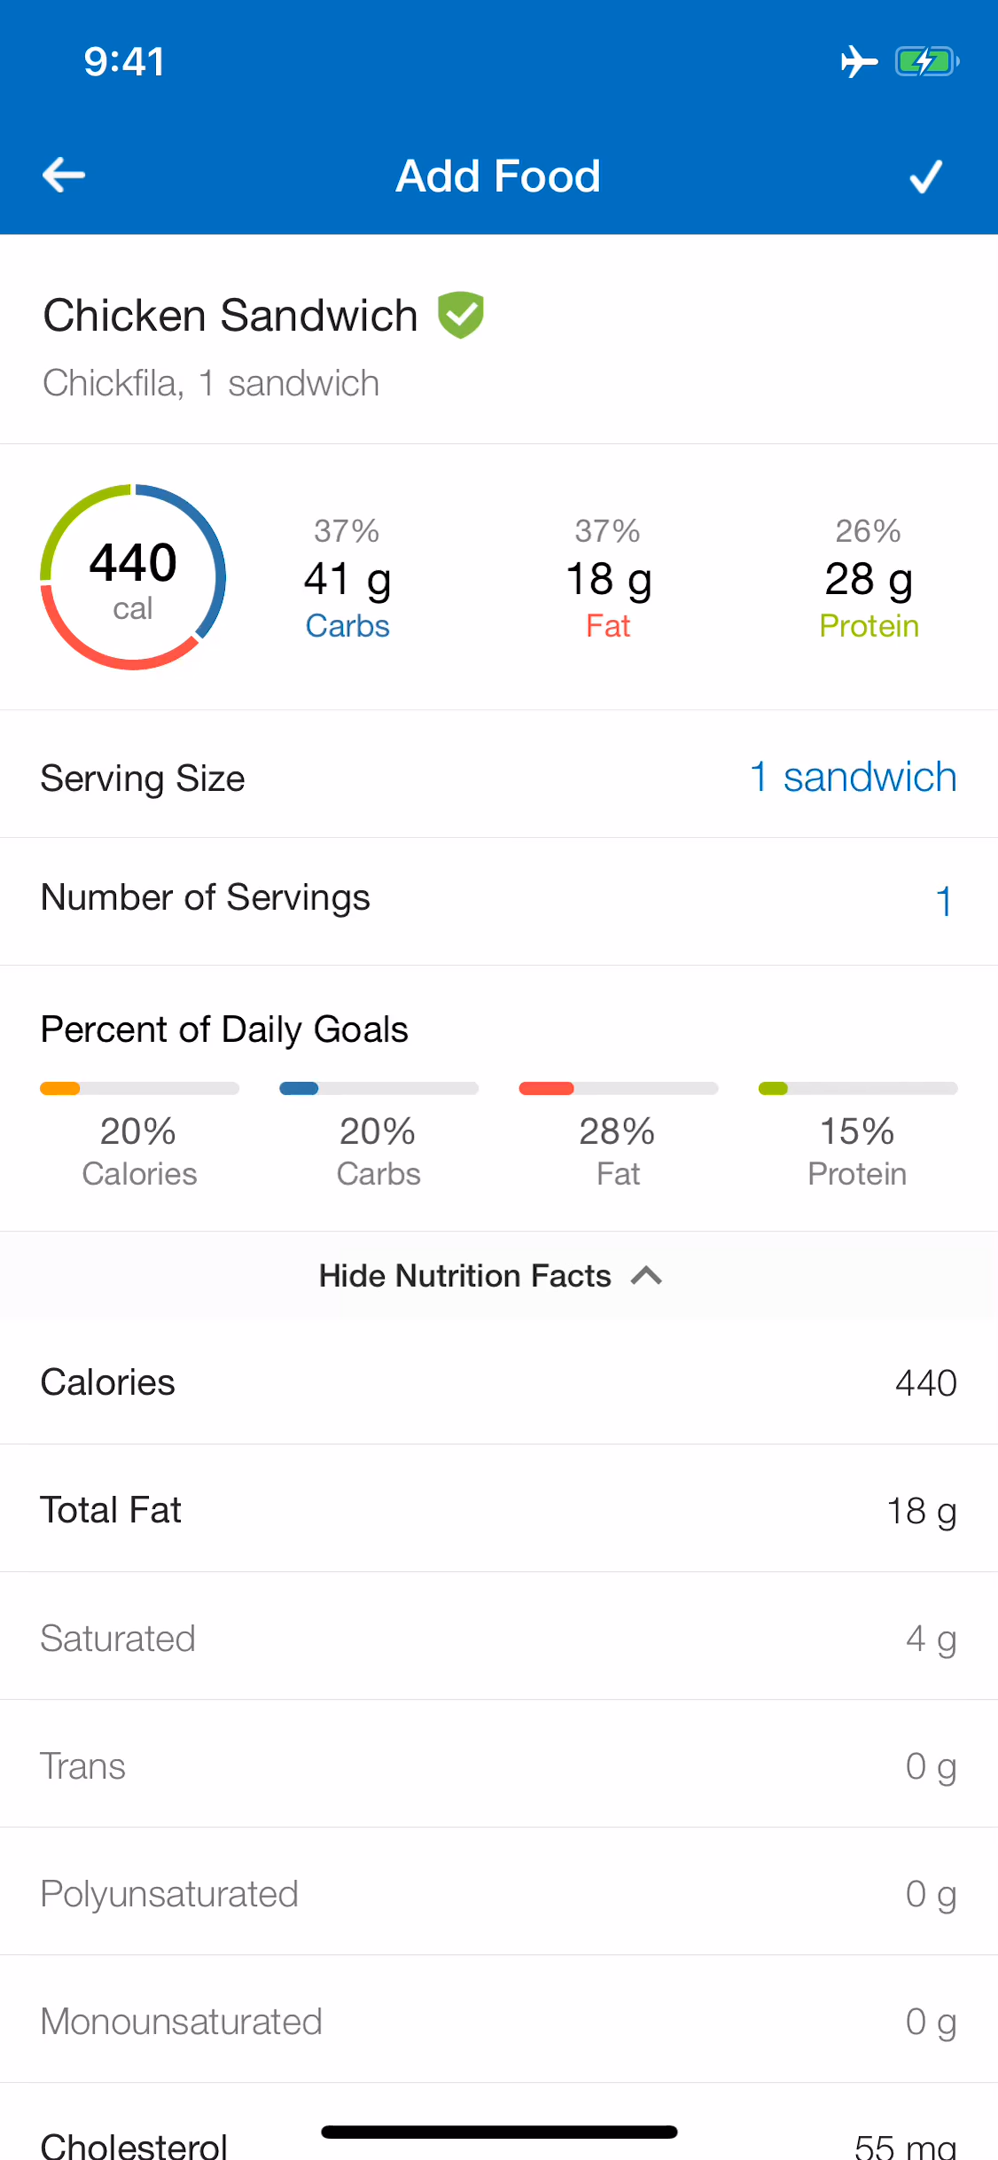 9:41
Add Food
Chicken Sandwich
Chickfila, 1 sandwich
440
cal
37%
41 g
Carbs
37%
18 g
Fat
26%
28 g
Protein
Serving Size 1 sandwich
Number of Servings 1
Percent of Daily Goals
20%
Calories
20%
Carbs
28%
Fat
15%
Protein
Hide Nutrition Facts
Calories 440
Total Fat 18 g
Saturated 4 g
Trans 0 g
Polyunsaturated 0 g
Monounsaturated 0 g
Cholesterol 55 mg